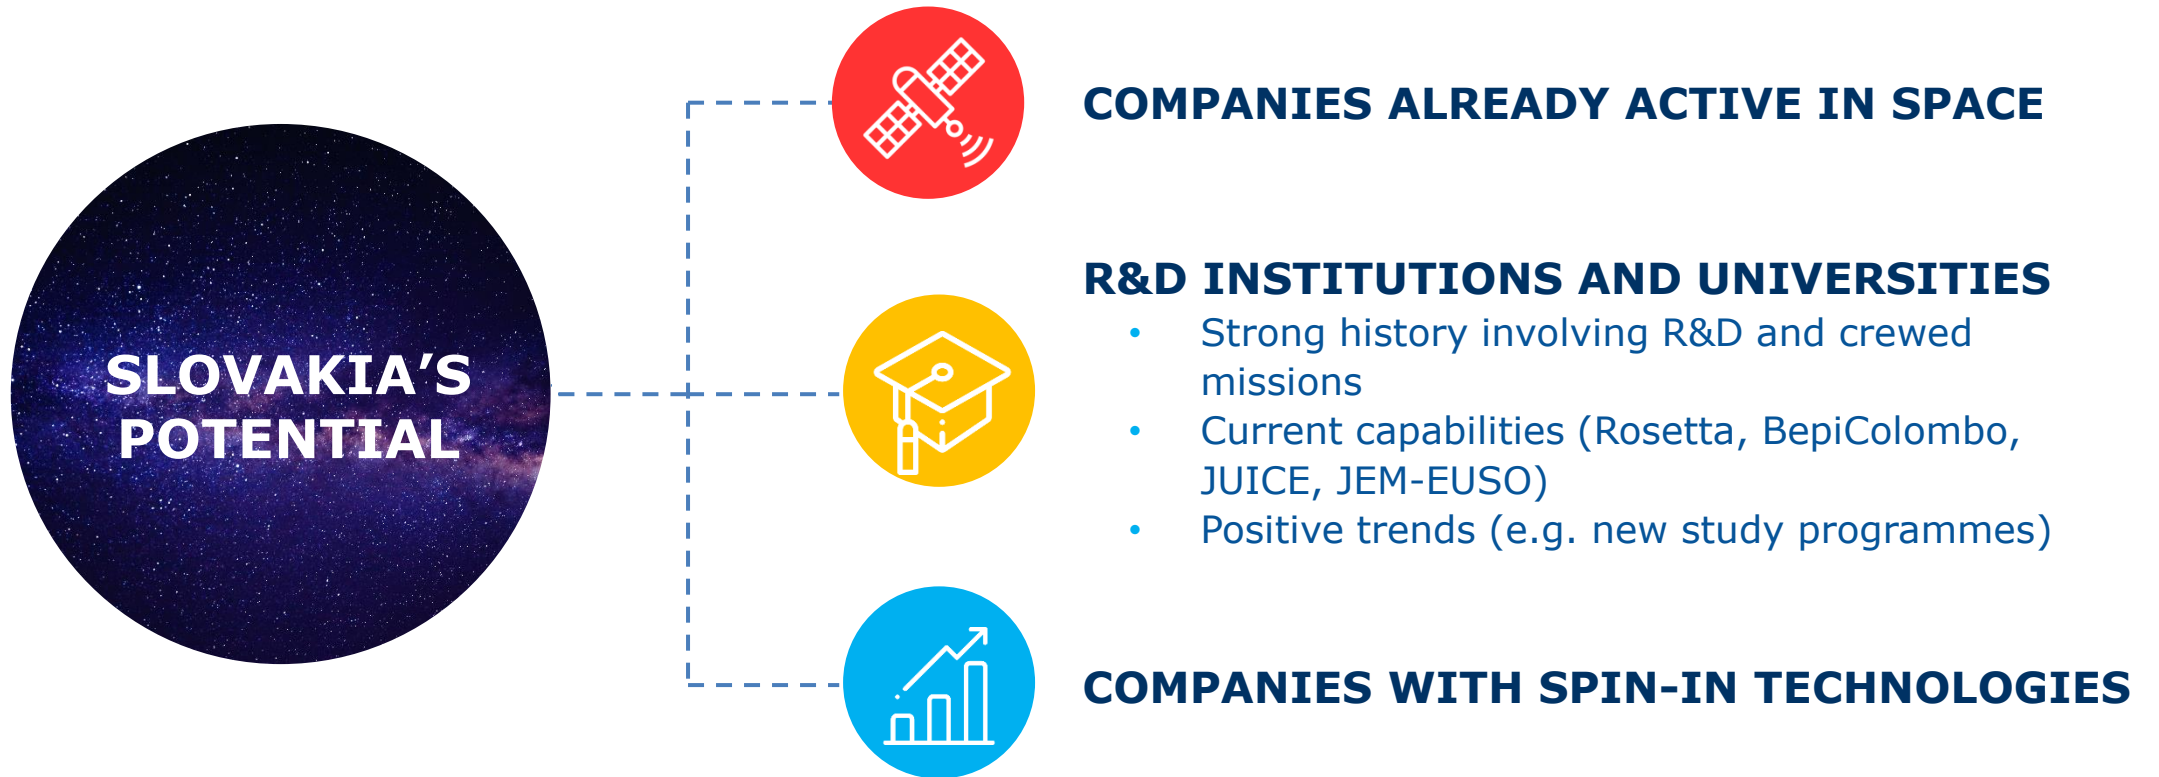 SLOVAKIA’S
POTENTIAL
COMPANIES ALREADY ACTIVE IN SPACE
R&D INSTITUTIONS AND UNIVERSITIES
• Strong history involving R&D and crewed
missions
• Current capabilities (Rosetta, BepiColombo,
JUICE, JEM-EUSO)
• Positive trends (e.g. new study programmes)
COMPANIES WITH SPIN-IN TECHNOLOGIES